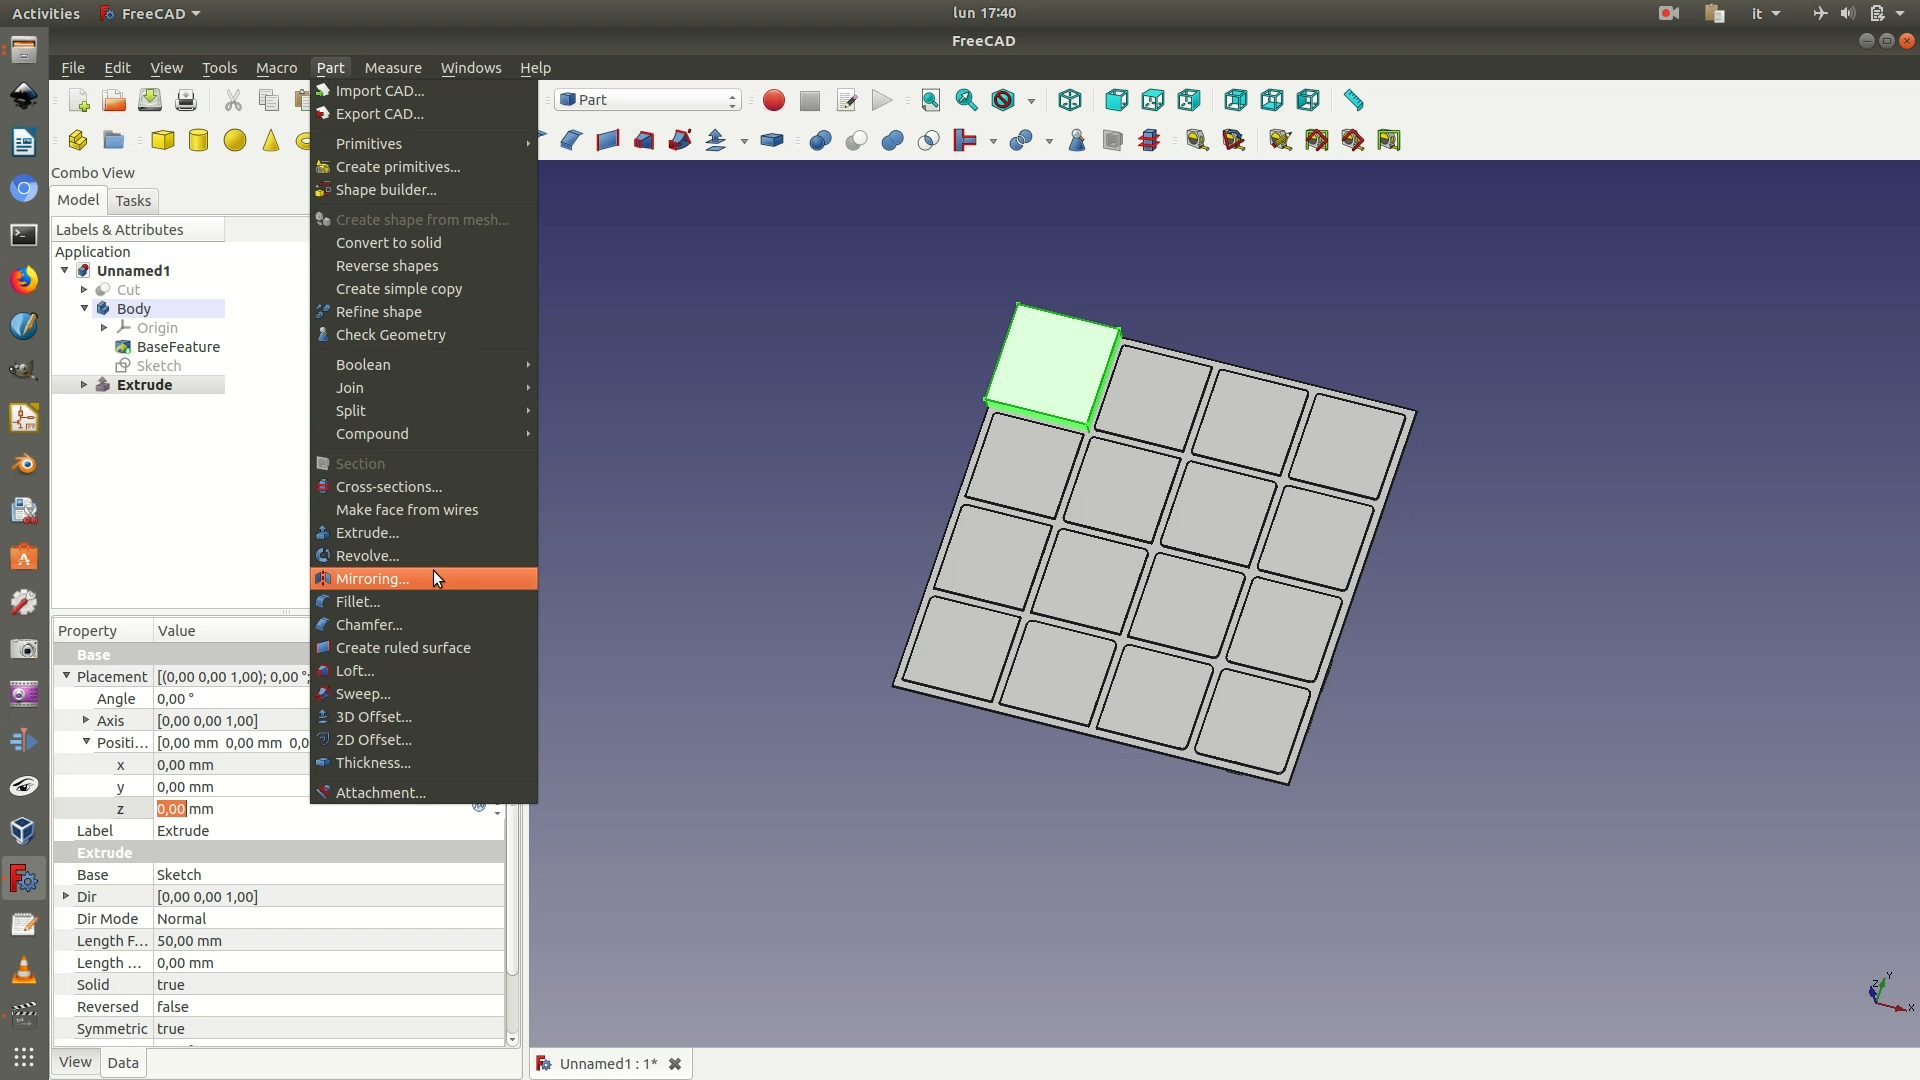 Activities FreeCAD lun 17:40 it
FreeCAD
File Edit View Tools Macro Part Measure Windows Help
Import CAD...
Export CAD...
Primitives
Create primitives...
Shape builder...
Create shape from mesh...
Convert to solid
Reverse shapes
Create simple copy
Refine shape
Check Geometry
Boolean
Join
Split
Compound
Section
Cross-sections...
Make face from wires
Extrude...
Revolve...
Mirroring...
Fillet...
Chamfer...
Create ruled surface
Loft...
Sweep...
3D Offset...
2D Offset...
Thickness...
Attachment...
Part
Combo View
Model Tasks
Labels & Attributes
Application
Unnamed1
Cut
Body
Origin
BaseFeature
Sketch
Extrude
Property Value
Base
Placement [(0,00 0,00 1,00); 0,00 °;
Angle 0,00 °
Axis [0,00 0,00 1,00]
Positi... [0,00 mm 0,00 mm 0,0
x 0,00 mm
y 0,00 mm
z 0,00 mm
Label Extrude
Extrude
Base Sketch
Dir [0,00 0,00 1,00]
Dir Mode Normal
Length F... 50,00 mm
Length ... 0,00 mm
Solid true
Reversed false
Symmetric true
View Data
Unnamed1 : 1*
Z Y X